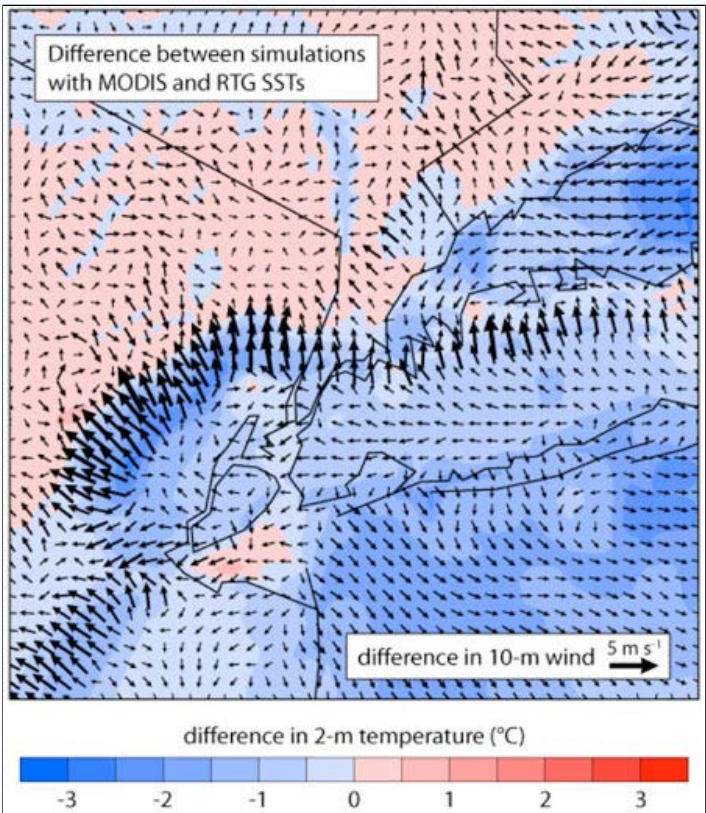 Difference between simulations
with MODIS and RTG SSTs
difference in 10-m wind 5 m s⁻¹
difference in 2-m temperature (°C)
-3 -2 -1 0 1 2 3